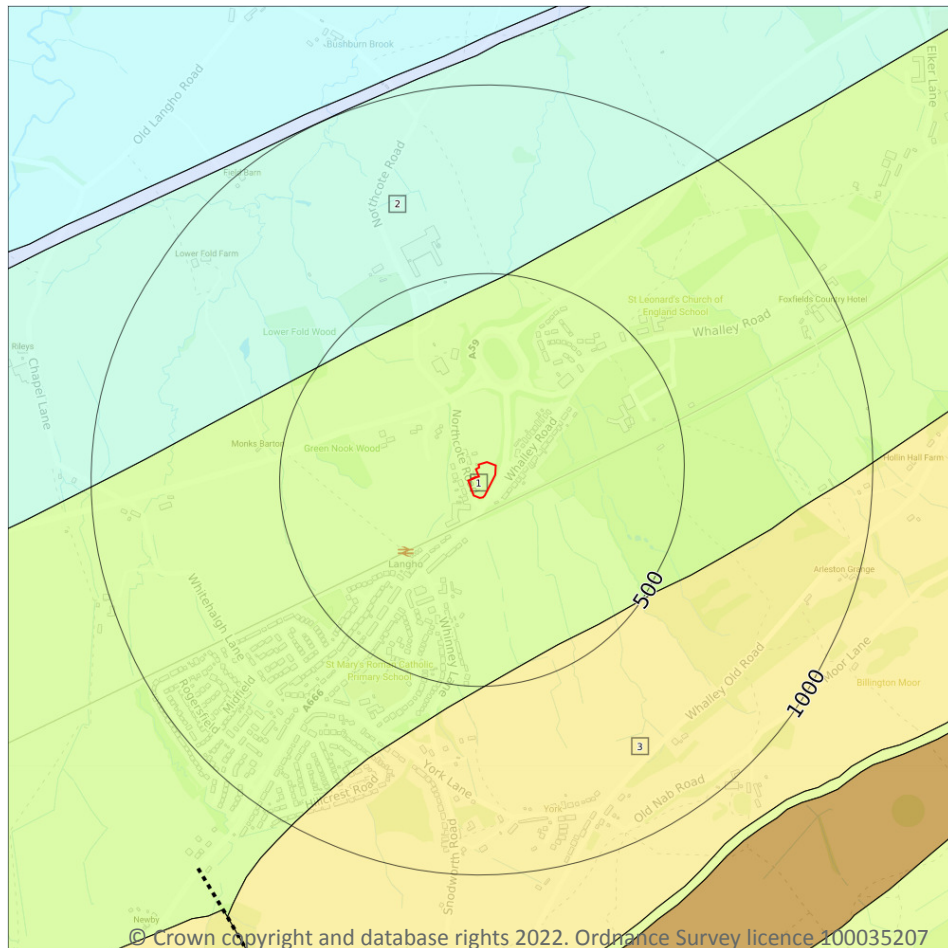 Bushburn Brook
Elker Lane
Old Langho Road
Northcote Road
Field Barn
2
Lower Fold Farm
St Leonard's Church of
England School
Foxfields Country Hotel
Whalley Road
Lower Fold Wood
A59
Rileys
Chapel Lane
Northcote R
Whalley Road
Monks Barton
Green Nook Wood
Hollin Hall Farm
1
Langho
Arleston Grange
500
Whitehalgh Lane
Whinney Lane
Moor Lane
St Mary's Roman Catholic
Primary School
Whalley Old Road
Billington Moor
Rogersfield
Midfield
A666
1000
3
York Lane
Hillcrest Road
York
Old Nab Road
Snodworth Road
Newby
© Crown copyright and database rights 2022. Ordnance Survey licence 100035207